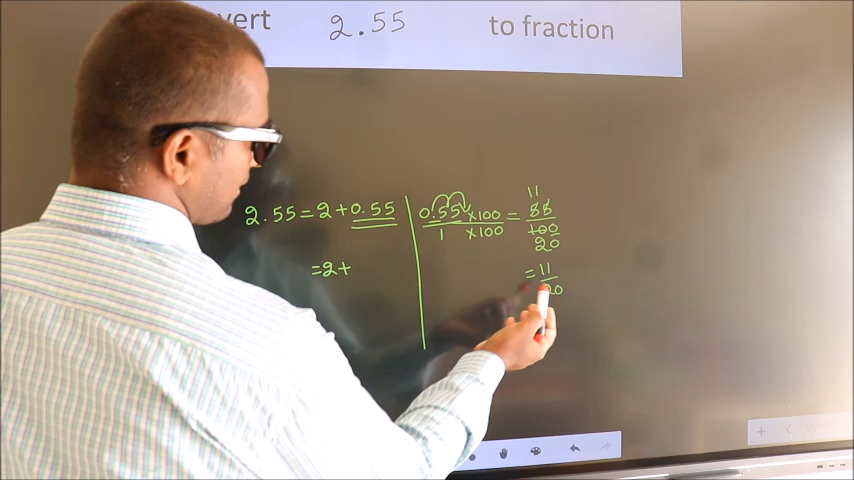 vert 2.55 to fraction
2.55 = 2 + 0.55
= 2 +
0.55 × 100 = 55
1 × 100 100
11
20
= 11
20